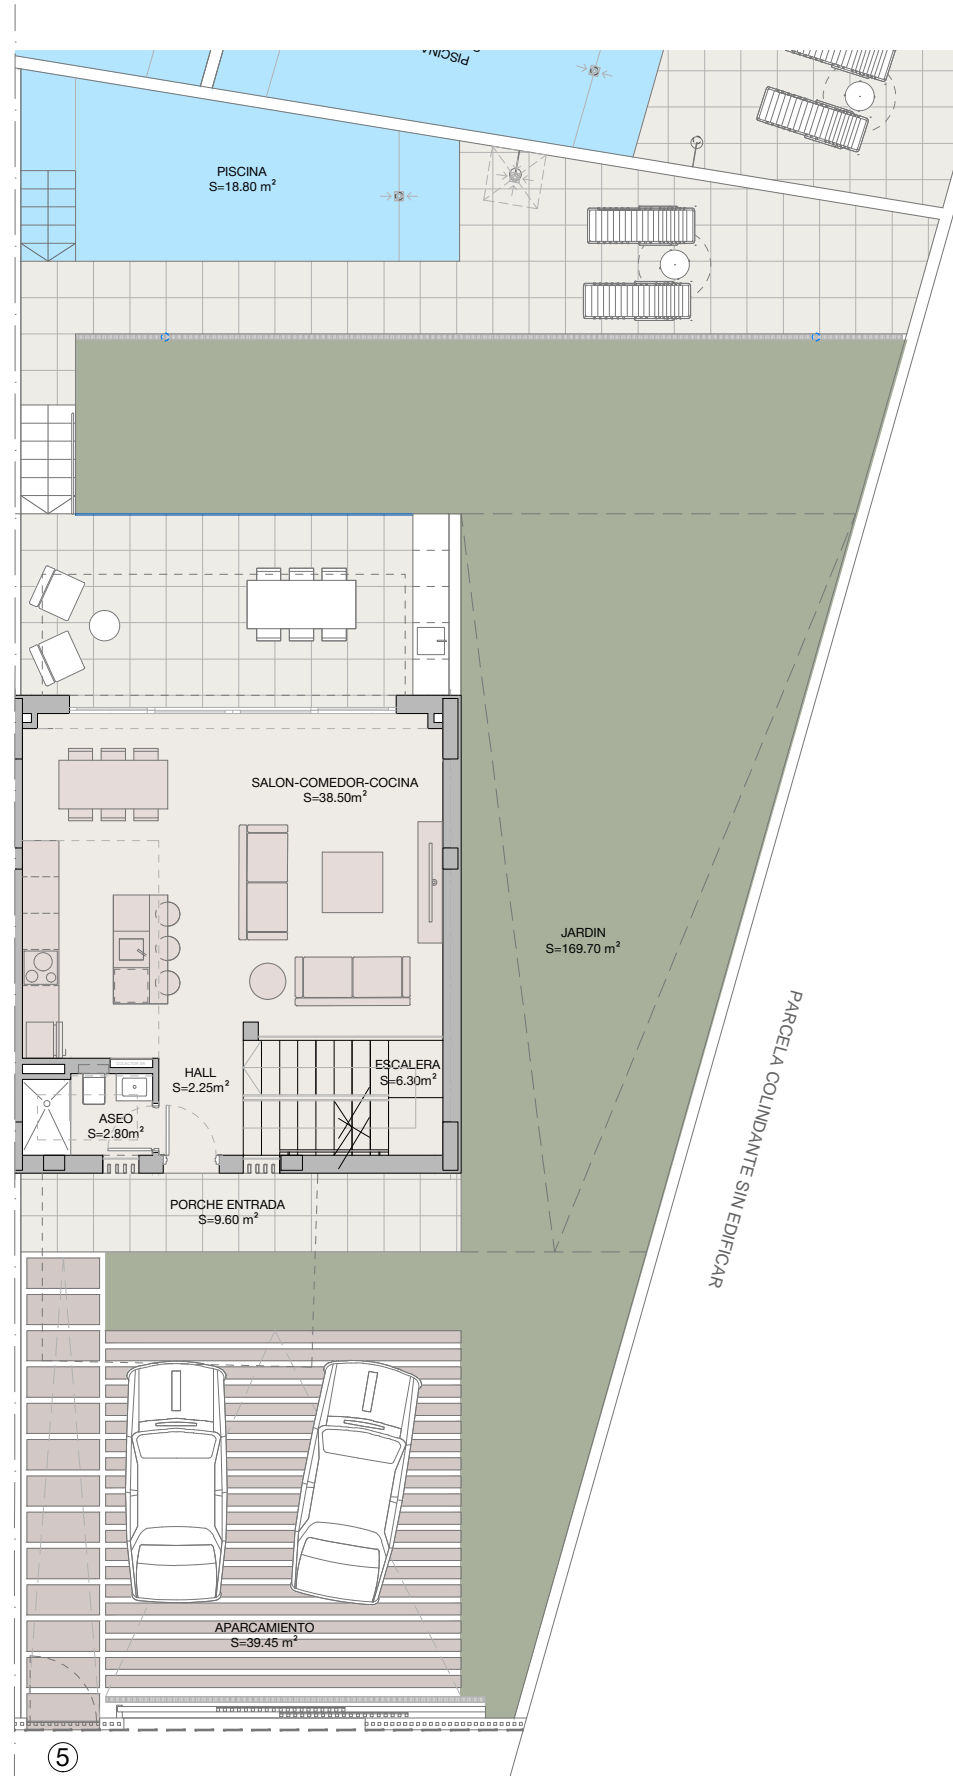 PISCINA
PISCINA
S=18.80 m²
SALON-COMEDOR-COCINA
S=38.50m²
JARDIN
S=169.70 m²
PARCELA COLINDANTE SIN EDIFICAR
HALL
S=2.25m²
ESCALERA
S=6.30m²
ASEO
S=2.80m²
PORCHE ENTRADA
S=9.60 m²
APARCAMIENTO
S=39.45 m²
5